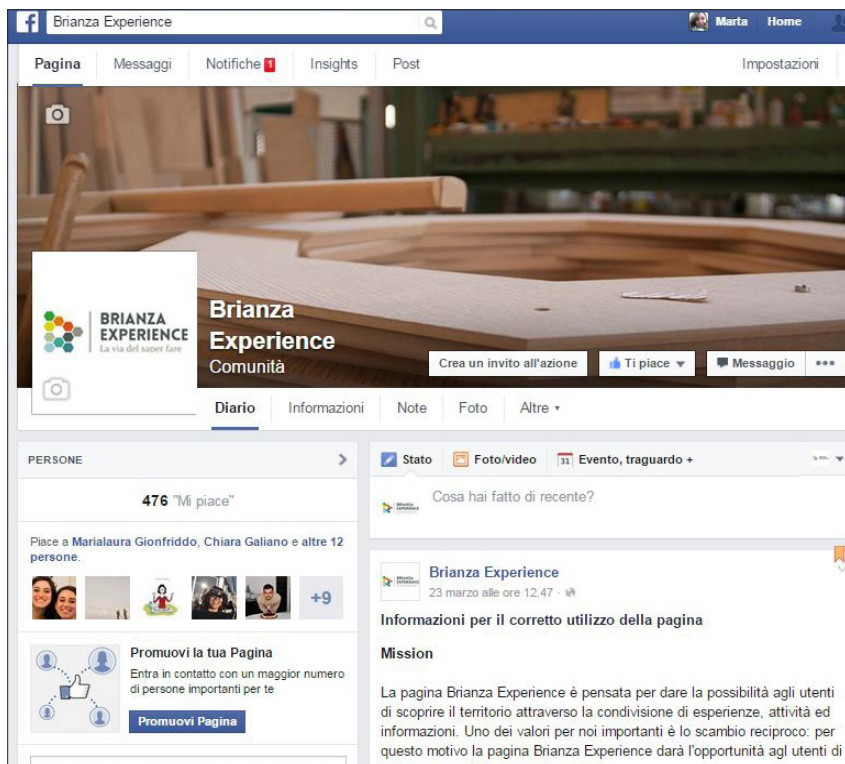 Brianza Experience
Marta Home
Pagina Messaggi Notifiche 1 Insights Post Impostazioni
BRIANZA
EXPERIENCE
La via del saper fare
Brianza
Experience
Comunità
Crea un invito all'azione Ti piace Messaggio
Diario Informazioni Note Foto Altre
PERSONE
476 "Mi piace"
Piace a Marialaura Gionfriddo, Chiara Galiano e altre 12
persone.
+9
Promuovi la tua Pagina
Entra in contatto con un maggior numero
di persone importanti per te
Promuovi Pagina
Stato Foto/video 31 Evento, traguardo +
Cosa hai fatto di recente?
Brianza Experience
23 marzo alle ore 12.47 ·
Informazioni per il corretto utilizzo della pagina
Mission
La pagina Brianza Experience è pensata per dare la possibilità agli utenti
di scoprire il territorio attraverso la condivisione di esperienze, attività ed
informazioni. Uno dei valori per noi importanti è lo scambio reciproco: per
questo motivo la pagina Brianza Experience darà l'opportunità agl utenti di